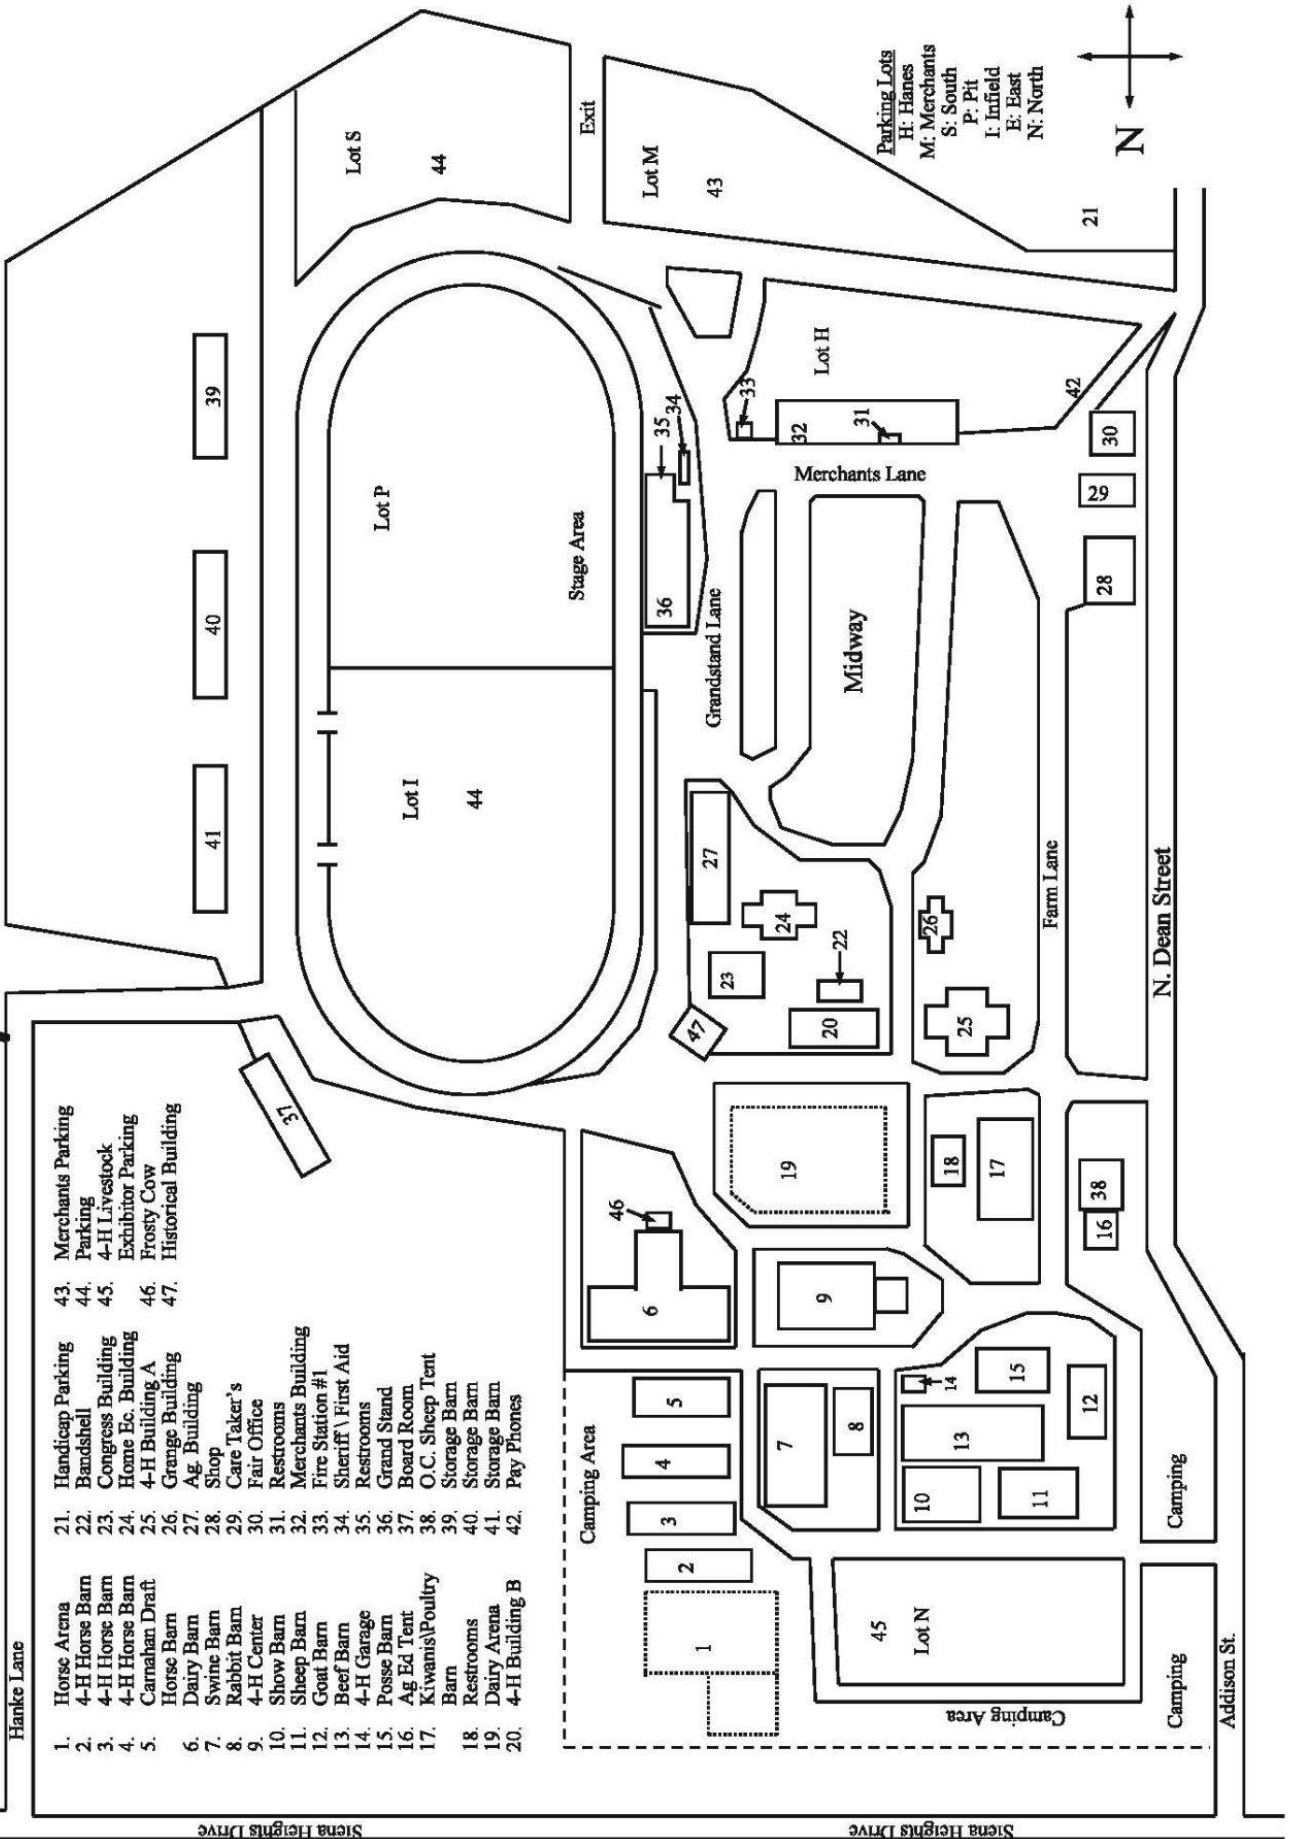 Hanke Lane
1. Horse Arena
2. 4-H Horse Barn
3. 4-H Horse Barn
4. 4-H Horse Barn
5. Carnahan Draft
Horse Barn
6. Dairy Barn
7. Swine Barn
8. Rabbit Barn
9. 4-H Center
10. Show Barn
11. Sheep Barn
12. Goat Barn
13. Beef Barn
14. 4-H Garage
15. Posse Barn
16. Ag Ed Tent
17. Kiwanis\Poultry
Barn
18. Restrooms
19. Dairy Arena
20. 4-H Building B
21. Handicap Parking
22. Bandshell
23. Congress Building
24. Home Ec. Building
25. 4-H Building A
26. Grange Building
27. Ag. Building
28. Shop
29. Care Taker's
30. Fair Office
31. Restrooms
32. Merchants Building
33. Fire Station #1
34. Sheriff \ First Aid
35. Restrooms
36. Grand Stand
37. Board Room
38. O.C. Sheep Tent
39. Storage Barn
40. Storage Barn
41. Storage Barn
42. Pay Phones
43. Merchants Parking
44. Parking
45. 4-H Livestock
Exhibitor Parking
46. Frosty Cow
47. Historical Building
41
40
39
37
Lot S
44
Lot I
44
Lot P
Stage Area
Exit
Lot M
43
21
Parking Lots
H: Hanes
M: Merchants
S: South
P: Pit
I: Infield
E: East
N: North
N
36
35
34
33
Grandstand Lane
32
31
Lot H
42
Merchants Lane
Midway
30
29
28
27
24
23
22
20
47
26
25
Farm Lane
N. Dean Street
19
18
17
38
16
46
6
9
5
4
3
2
1
Camping Area
7
8
14
15
13
12
10
11
45
Lot N
Camping Area
Camping
Camping
Addison St.
Siena Heights Drive
Siena Heights Drive